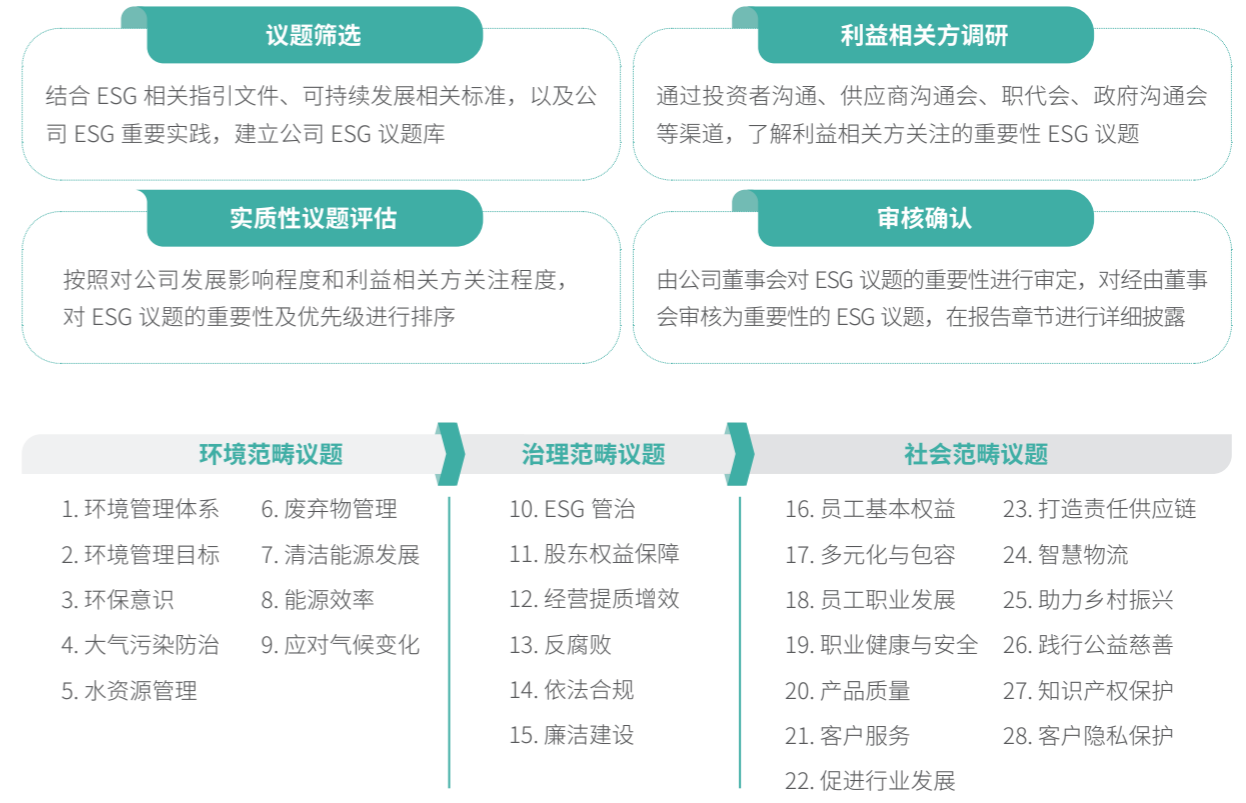 议题筛选
结合 ESG 相关指引文件、可持续发展相关标准，以及公
司 ESG 重要实践，建立公司 ESG 议题库
利益相关方调研
通过投资者沟通、供应商沟通会、职代会、政府沟通会
等渠道，了解利益相关方关注的重要性 ESG 议题
实质性议题评估
按照对公司发展影响程度和利益相关方关注程度，
对 ESG 议题的重要性及优先级进行排序
审核确认
由公司董事会对 ESG 议题的重要性进行审定，对经由董事
会审核为重要性的 ESG 议题，在报告章节进行详细披露
环境范畴议题
1. 环境管理体系
2. 环境管理目标
3. 环保意识
4. 大气污染防治
5. 水资源管理
6. 废弃物管理
7. 清洁能源发展
8. 能源效率
9. 应对气候变化
治理范畴议题
10. ESG 管治
11. 股东权益保障
12. 经营提质增效
13. 反腐败
14. 依法合规
15. 廉洁建设
社会范畴议题
16. 员工基本权益
17. 多元化与包容
18. 员工职业发展
19. 职业健康与安全
20. 产品质量
21. 客户服务
22. 促进行业发展
23. 打造责任供应链
24. 智慧物流
25. 助力乡村振兴
26. 践行公益慈善
27. 知识产权保护
28. 客户隐私保护